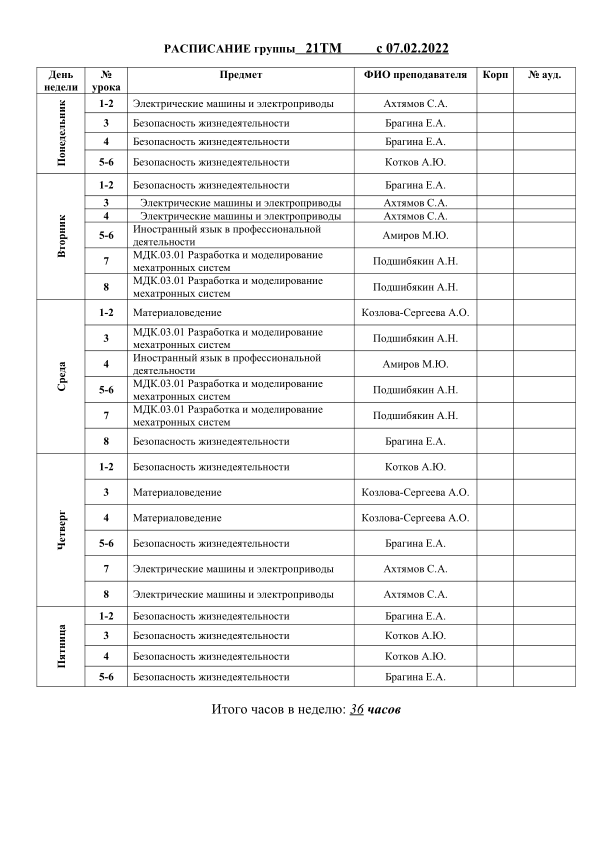 РАСПИСАНИЕ группы 21ТМ с 07.02.2022
День недели № урока Предмет ФИО преподавателя Корп № ауд.
Понедельник
1-2 Электрические машины и электроприводы Ахтямов С.А.
3 Безопасность жизнедеятельности Брагина Е.А.
4 Безопасность жизнедеятельности Брагина Е.А.
5-6 Безопасность жизнедеятельности Котков А.Ю.
Вторник
1-2 Безопасность жизнедеятельности Брагина Е.А.
3 Электрические машины и электроприводы Ахтямов С.А.
4 Электрические машины и электроприводы Ахтямов С.А.
5-6 Иностранный язык в профессиональной деятельности Амиров М.Ю.
7 МДК.03.01 Разработка и моделирование мехатронных систем Подшибякин А.Н.
8 МДК.03.01 Разработка и моделирование мехатронных систем Подшибякин А.Н.
Среда
1-2 Материаловедение Козлова-Сергеева А.О.
3 МДК.03.01 Разработка и моделирование мехатронных систем Подшибякин А.Н.
4 Иностранный язык в профессиональной деятельности Амиров М.Ю.
5-6 МДК.03.01 Разработка и моделирование мехатронных систем Подшибякин А.Н.
7 МДК.03.01 Разработка и моделирование мехатронных систем Подшибякин А.Н.
8 Безопасность жизнедеятельности Брагина Е.А.
Четверг
1-2 Безопасность жизнедеятельности Котков А.Ю.
3 Материаловедение Козлова-Сергеева А.О.
4 Материаловедение Козлова-Сергеева А.О.
5-6 Безопасность жизнедеятельности Брагина Е.А.
7 Электрические машины и электроприводы Ахтямов С.А.
8 Электрические машины и электроприводы Ахтямов С.А.
Пятница
1-2 Безопасность жизнедеятельности Брагина Е.А.
3 Безопасность жизнедеятельности Котков А.Ю.
4 Безопасность жизнедеятельности Котков А.Ю.
5-6 Безопасность жизнедеятельности Брагина Е.А.
Итого часов в неделю: 36 часов